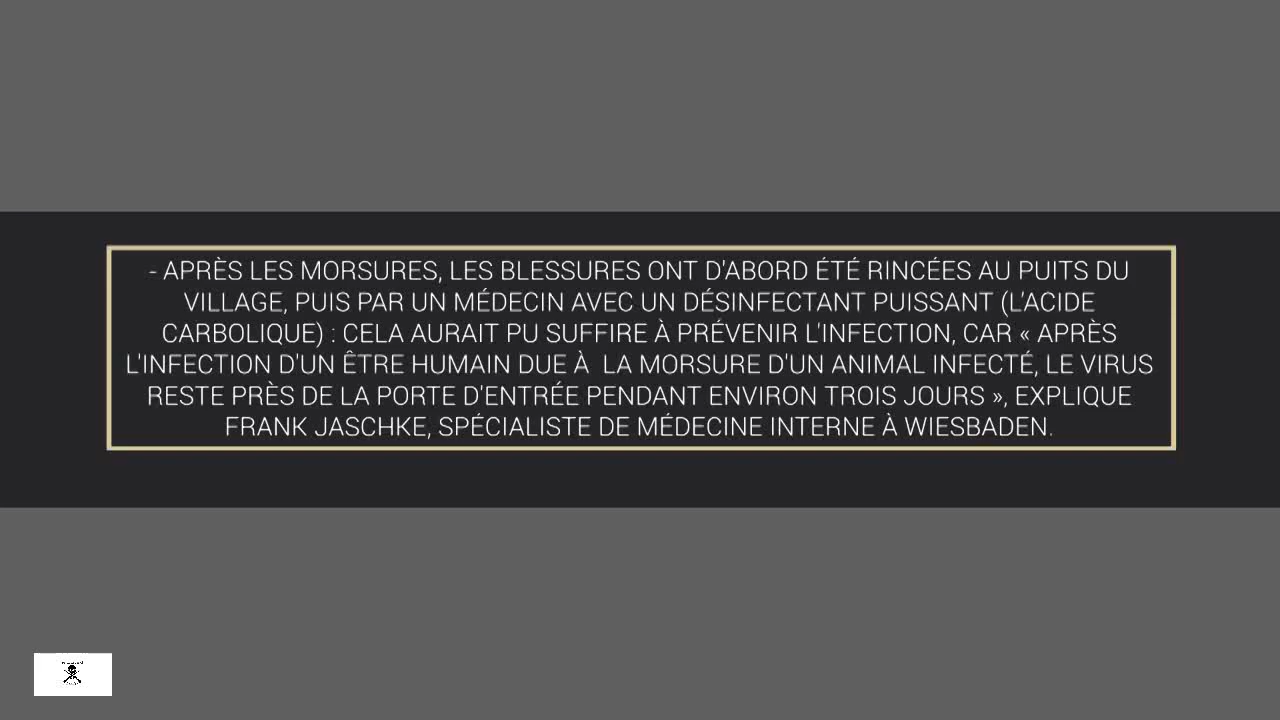 - APRÈS LES MORSURES, LES BLESSURES ONT D'ABORD ÉTÉ RINCÉES AU PUITS DU
VILLAGE, PUIS PAR UN MÉDECIN AVEC UN DÉSINFECTANT PUISSANT (L'ACIDE
CARBOLIQUE) : CELA AURAIT PU SUFFIRE À PRÉVENIR L'INFECTION, CAR « APRÈS
L'INFECTION D'UN ÊTRE HUMAIN DUE À  LA MORSURE D'UN ANIMAL INFECTÉ, LE VIRUS
RESTE PRÈS DE LA PORTE D'ENTRÉE PENDANT ENVIRON TROIS JOURS », EXPLIQUE
FRANK JASCHKE, SPÉCIALISTE DE MÉDECINE INTERNE À WIESBADEN.